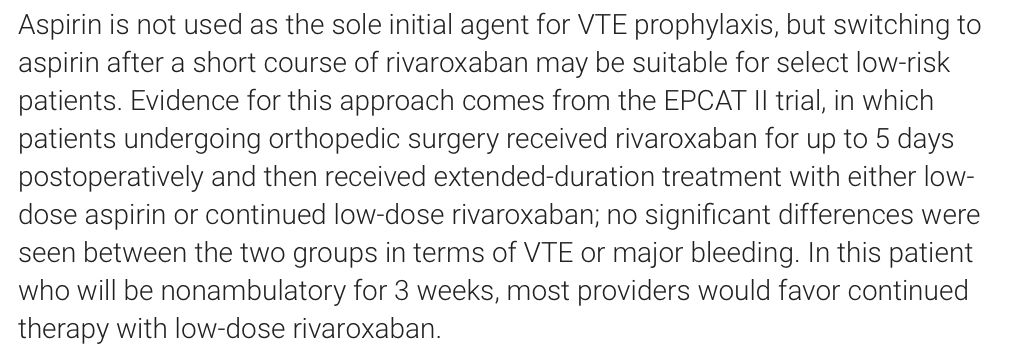 Aspirin is not used as the sole initial agent for VTE prophylaxis, but switching to
aspirin after a short course of rivaroxaban may be suitable for select low-risk
patients. Evidence for this approach comes from the EPCAT II trial, in which
patients undergoing orthopedic surgery received rivaroxaban for up to 5 days
postoperatively and then received extended-duration treatment with either low-
dose aspirin or continued low-dose rivaroxaban; no significant differences were
seen between the two groups in terms of VTE or major bleeding. In this patient
who will be nonambulatory for 3 weeks, most providers would favor continued
therapy with low-dose rivaroxaban.